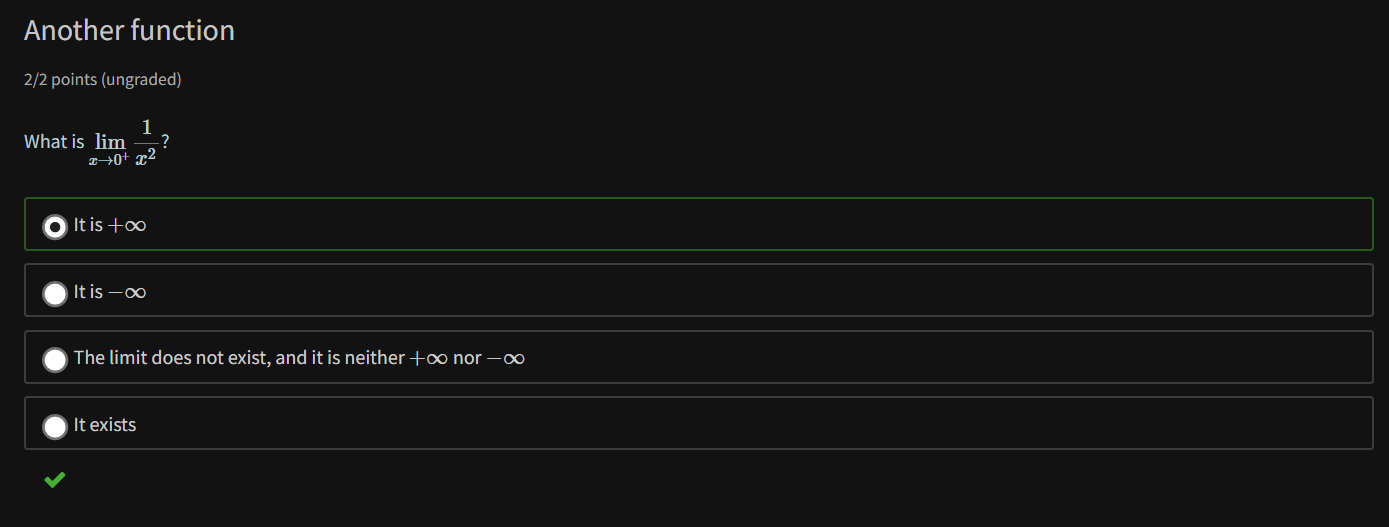 Another function
2/2 points (ungraded)
What is lim x→0⁺ 1/x² ?
It is +∞
It is −∞
The limit does not exist, and it is neither +∞ nor −∞
It exists